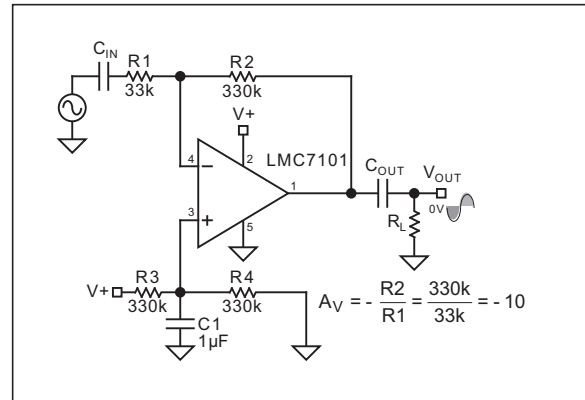 C_IN
R1
33k
R2
330k
V+
LMC7101
4
2
1
3
5
C_OUT
V_OUT
0V
R_L
V+
R3
330k
R4
330k
C1
1µF
A_V = - R2/R1 = 330k/33k = - 10